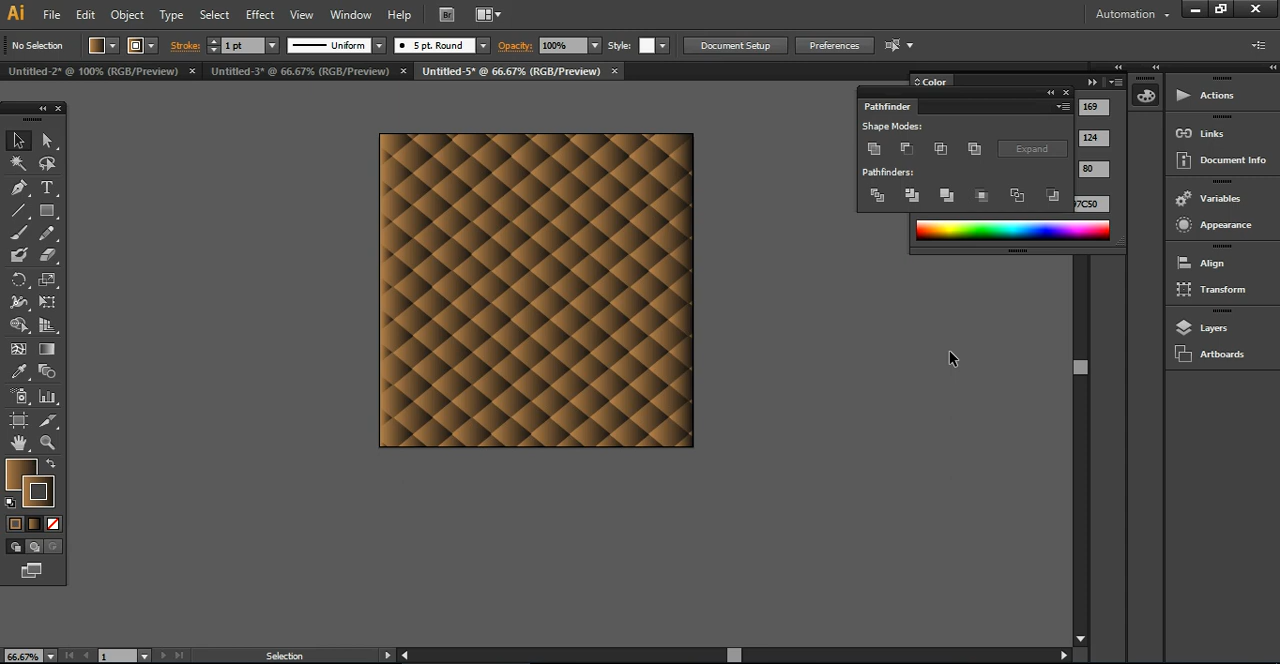 Ai File Edit Object Type Select Effect View Window Help Br Automation
No Selection Stroke: 1 pt Uniform 5 pt. Round Opacity: 100% Style: Document Setup Preferences
Untitled-2* @ 100% (RGB/Preview) Untitled-3* @ 66.67% (RGB/Preview) Untitled-5* @ 66.67% (RGB/Preview)
Color
Pathfinder
Shape Modes:
Expand
Pathfinders:
169
124
80
97C50
Actions
Links
Document Info
Variables
Appearance
Align
Transform
Layers
Artboards
66.67% 1 Selection